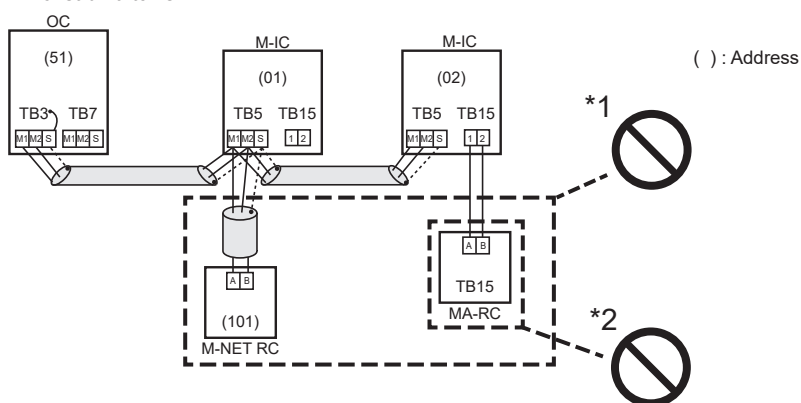 OC
M-IC
M-IC
(51)
(01)
(02)
( ) : Address
TB3 TB7
TB5 TB15
TB5 TB15
*1
M1 M2 S M1 M2 S
M1 M2 S 1 2
M1 M2 S 1 2
A B
TB15
MA-RC
A B
(101)
M-NET RC
*2